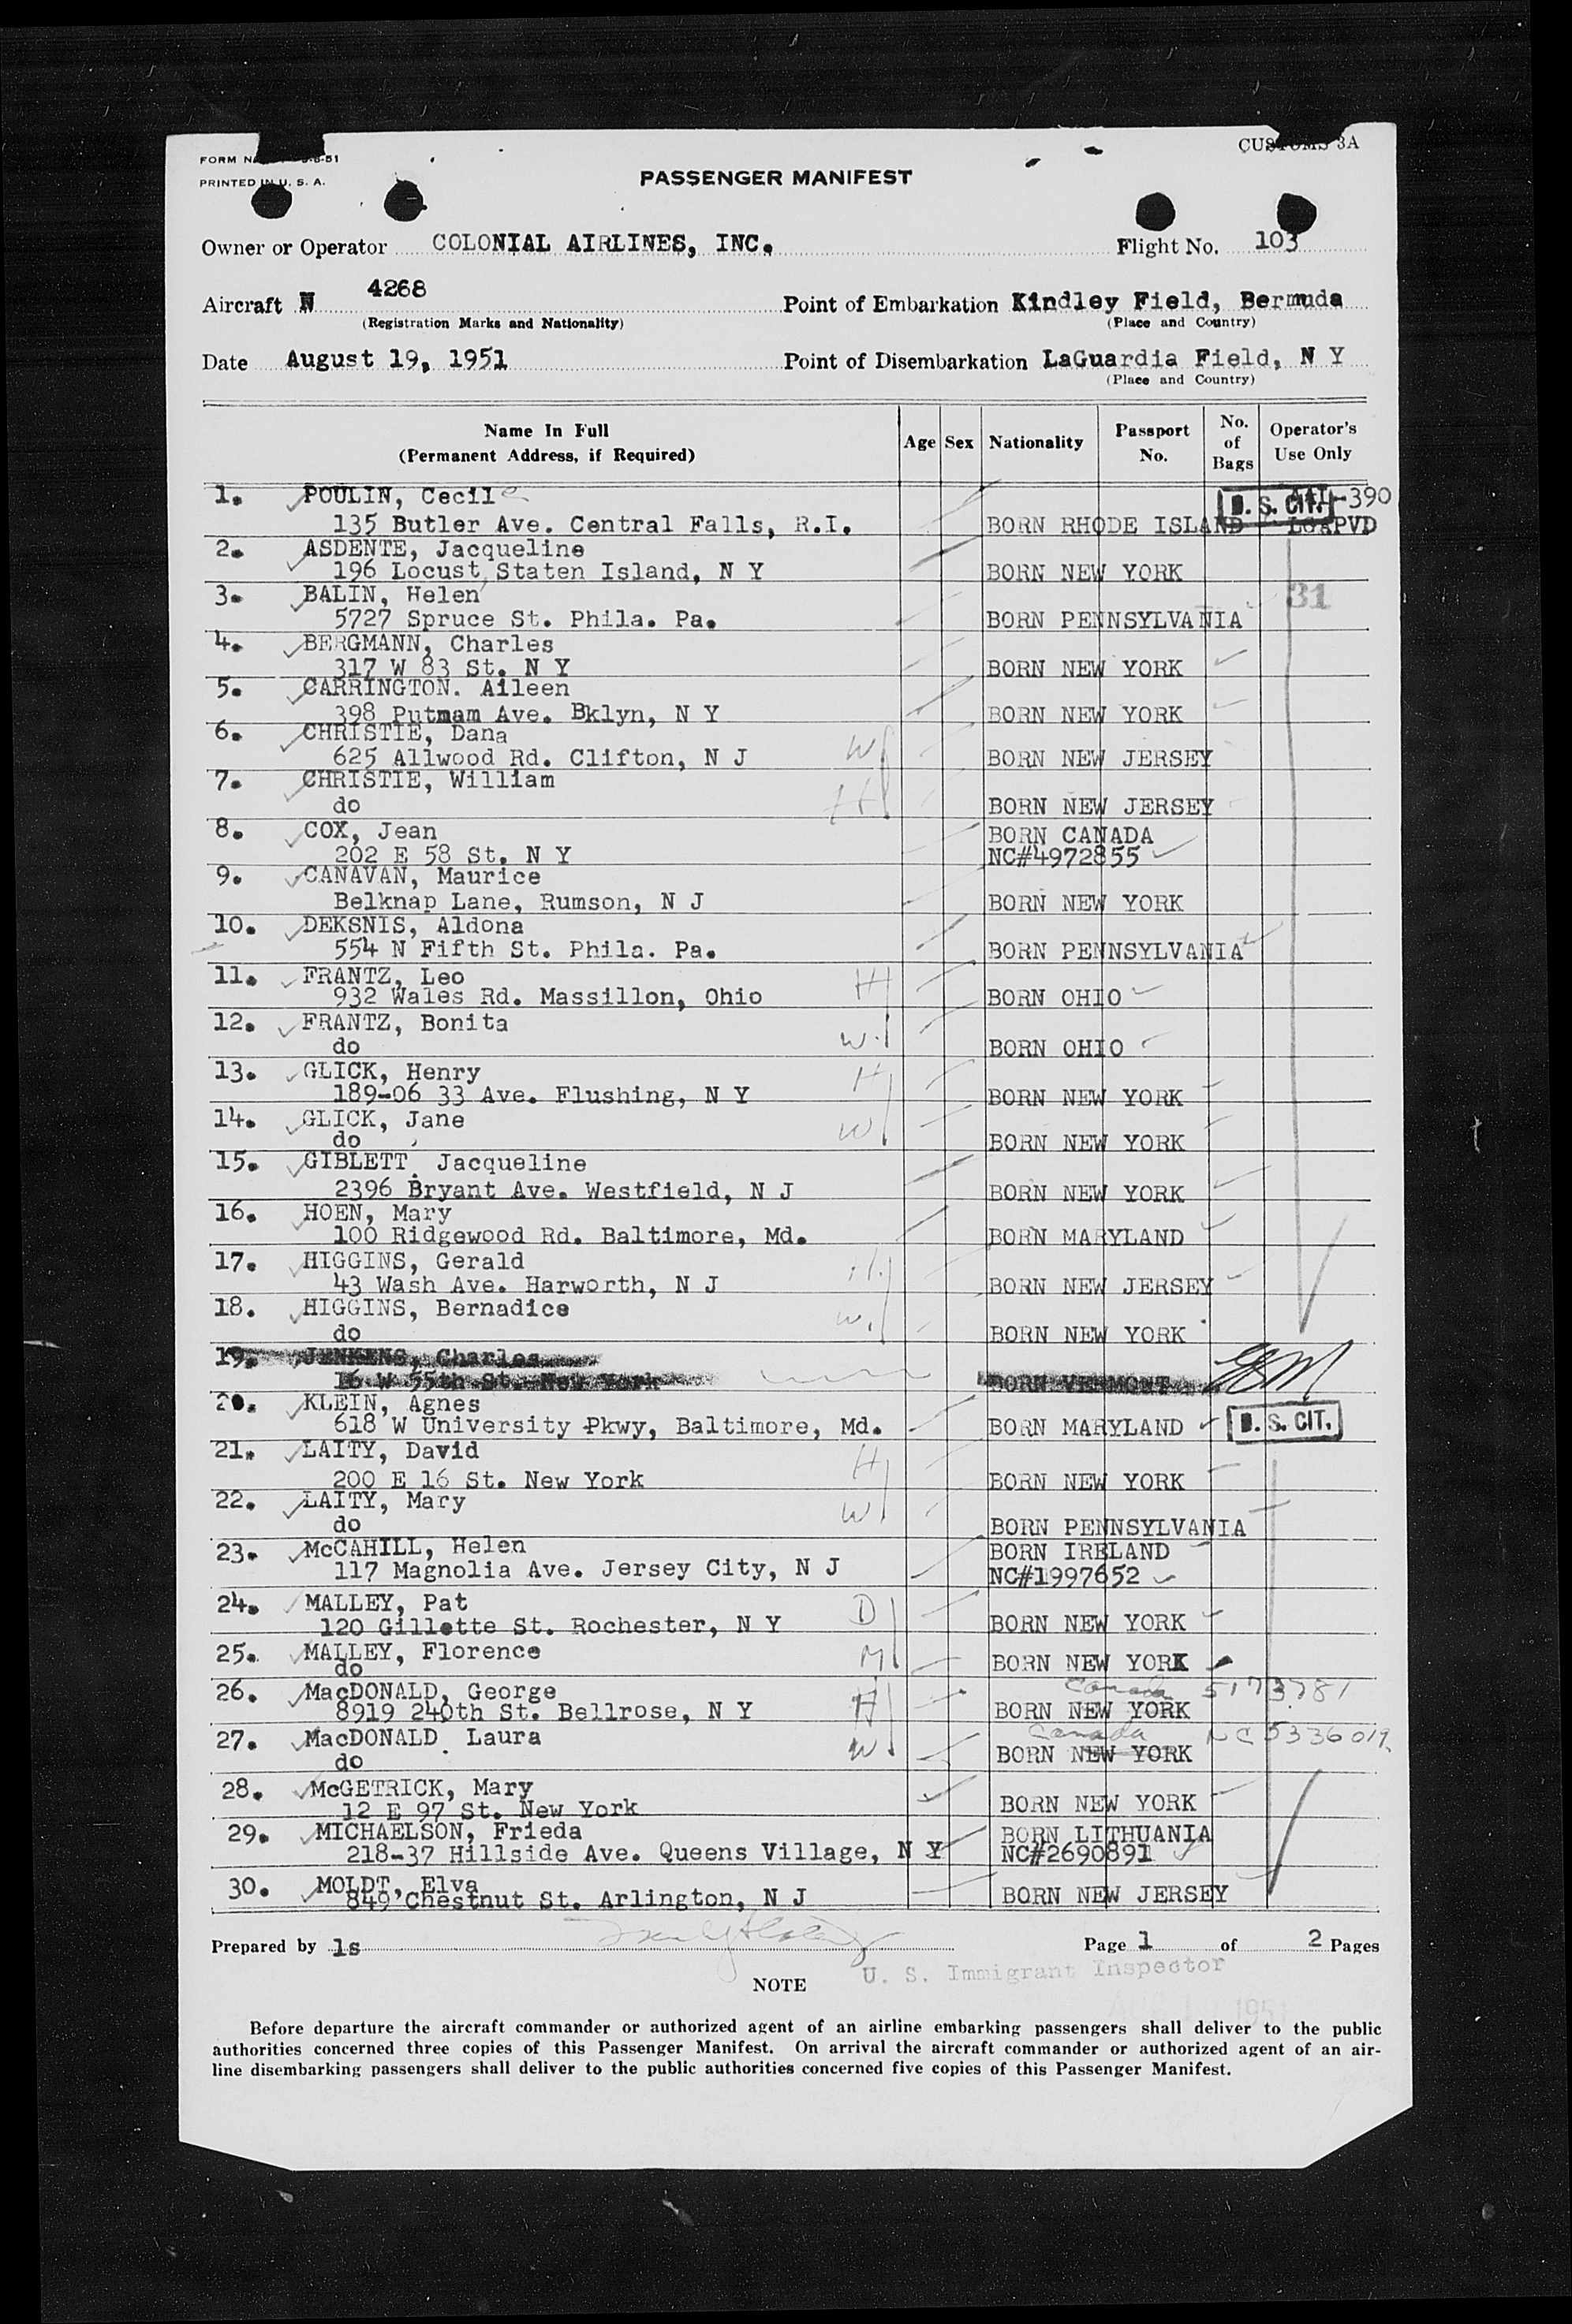 CUSTOMS 3A
PRINTED IN U. S. A.
PASSENGER MANIFEST
Owner or Operator COLONIAL AIRLINES, INC. Flight No. 103
Aircraft N 4268 Point of Embarkation Kindley Field, Bermuda
(Registration Marks and Nationality) (Place and Country)
Date August 19, 1951 Point of Disembarkation LaGuardia Field, N Y
(Place and Country)
Name In Full (Permanent Address, if Required) Age Sex Nationality Passport No. No. of Bags Operator's Use Only
1. POULIN, Cecile U. S. CIT. -390
135 Butler Ave. Central Falls, R.I. BORN RHODE ISLAND
2. ASDENTE, Jacqueline
196 Locust, Staten Island, N Y BORN NEW YORK
3. BALIN, Helen 31
5727 Spruce St. Phila. Pa. BORN PENNSYLVANIA
4. BERGMANN, Charles
317 W 83 St. N Y BORN NEW YORK
5. CARRINGTON. Aileen
398 Putmam Ave. Bklyn, N Y BORN NEW YORK
6. CHRISTIE, Dana
625 Allwood Rd. Clifton, N J W BORN NEW JERSEY
7. CHRISTIE, William
do H BORN NEW JERSEY
8. COX, Jean BORN CANADA
202 E 58 St. N Y NC#4972855
9. CANAVAN, Maurice
Belknap Lane, Rumson, N J BORN NEW YORK
10. DEKSNIS, Aldona
554 N Fifth St. Phila. Pa. BORN PENNSYLVANIA
11. FRANTZ, Leo H
932 Wales Rd. Massillon, Ohio BORN OHIO
12. FRANTZ, Bonita
do W. BORN OHIO
13. GLICK, Henry H
189-06 33 Ave. Flushing, N Y BORN NEW YORK
14. GLICK, Jane W
do BORN NEW YORK
15. GIBLETT, Jacqueline
2396 Bryant Ave. Westfield, N J BORN NEW YORK
16. HOEN, Mary
100 Ridgewood Rd. Baltimore, Md. BORN MARYLAND
17. HIGGINS, Gerald H.
43 Wash Ave. Harworth, N J BORN NEW JERSEY
18. HIGGINS, Bernadice W.
do BORN NEW YORK
19. JENKENS, Charles
16 W 55th St. New York BORN VERMONT
20. KLEIN, Agnes
618 W University Pkwy, Baltimore, Md. BORN MARYLAND U. S. CIT.
21. LAITY, David H
200 E 16 St. New York BORN NEW YORK
22. LAITY, Mary W
do BORN PENNSYLVANIA
23. McCAHILL, Helen BORN IRELAND
117 Magnolia Ave. Jersey City, N J NC#1997652
24. MALLEY, Pat D
120 Gillette St. Rochester, N Y BORN NEW YORK
25. MALLEY, Florence M
do BORN NEW YORK
26. MacDONALD, George H Canada 5173781
8919 240th St. Bellrose, N Y BORN NEW YORK
27. MacDONALD, Laura W Canada NC 5336019
do BORN NEW YORK
28. McGETRICK, Mary
12 E 97 St. New York BORN NEW YORK
29. MICHAELSON, Frieda BORN LITHUANIA
218-37 Hillside Ave. Queens Village, N Y NC#2690891
30. MOLDT, Elva
849 Chestnut St. Arlington, N J BORN NEW JERSEY
Prepared by ls Page 1 of 2 Pages
U. S. Immigrant Inspector
NOTE
Before departure the aircraft commander or authorized agent of an airline embarking passengers shall deliver to the public
authorities concerned three copies of this Passenger Manifest. On arrival the aircraft commander or authorized agent of an air-
line disembarking passengers shall deliver to the public authorities concerned five copies of this Passenger Manifest.